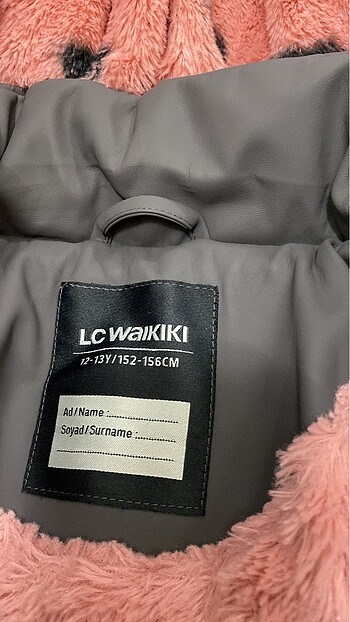 LC WAIKIKI
12-13Y/152-156CM
Ad/Name :
Soyad/Surname :